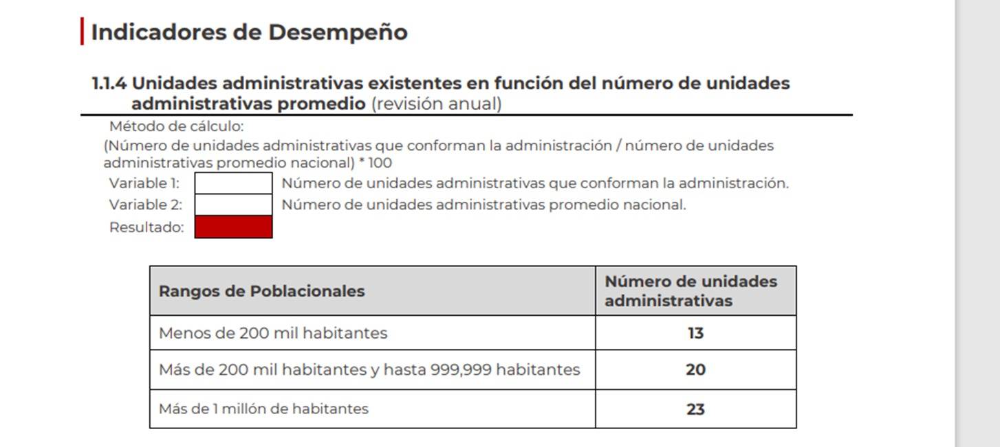 Indicadores de Desempeño
1.1.4 Unidades administrativas existentes en función del número de unidades
administrativas promedio (revisión anual)
Método de cálculo:
(Número de unidades administrativas que conforman la administración / número de unidades
administrativas promedio nacional) * 100
Variable 1: Número de unidades administrativas que conforman la administración.
Variable 2: Número de unidades administrativas promedio nacional.
Resultado:
Rangos de Poblacionales
Número de unidades
administrativas
Menos de 200 mil habitantes 13
Más de 200 mil habitantes y hasta 999,999 habitantes 20
Más de 1 millón de habitantes 23